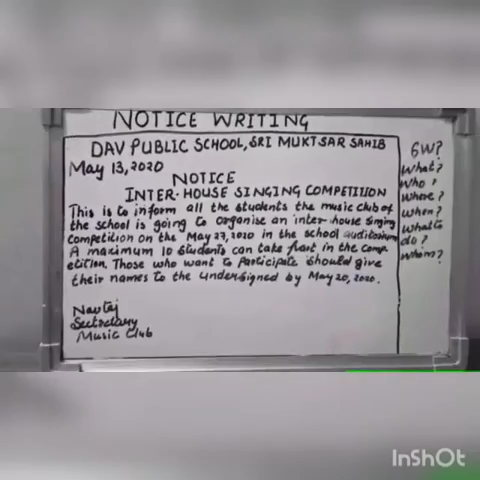 NOTICE WRITING
DAV PUBLIC SCHOOL, SRI MUKTSAR SAHIB
May 13, 2020
NOTICE
INTER-HOUSE SINGING COMPETITION
This is to inform all the students the music club of
the school is going to organise an inter house singing
competition on the May 27, 2020 in the school auditorium
A maximum 10 students can take part in the comp-
etition. Those who want to participate should give
their names to the undersigned by May 20, 2020.
Navtej
Secretary
Music Club
6W?
What?
Who?
Where?
When?
What to
do?
Whom?
InShOt